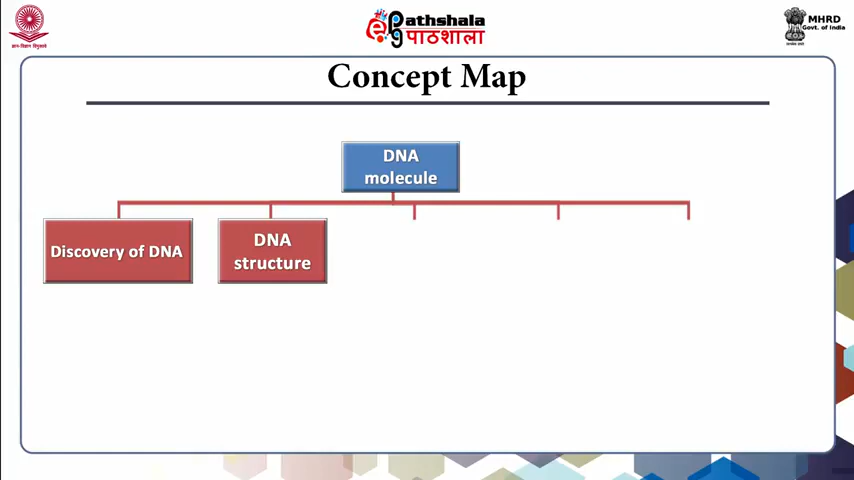 ePathshala
पाठशाला
MHRD
Govt. of India
Concept Map
DNA
molecule
Discovery of DNA
DNA
structure